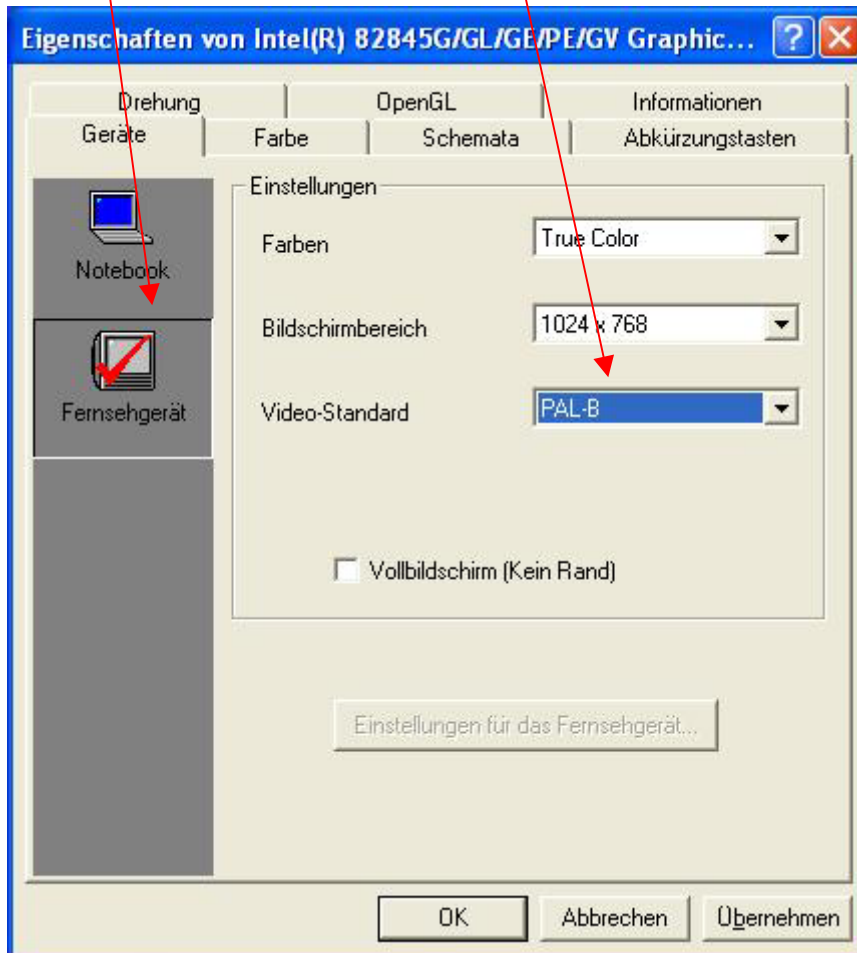 Eigenschaften von Intel(R) 82845G/GL/GE/PE/GV Graphic...
Drehung OpenGL Informationen
Geräte Farbe Schemata Abkürzungstasten
Notebook
Fernsehgerät
Einstellungen
Farben True Color
Bildschirmbereich 1024 x 768
Video-Standard PAL-B
Vollbildschirm (Kein Rand)
Einstellungen für das Fernsehgerät...
OK Abbrechen Übernehmen